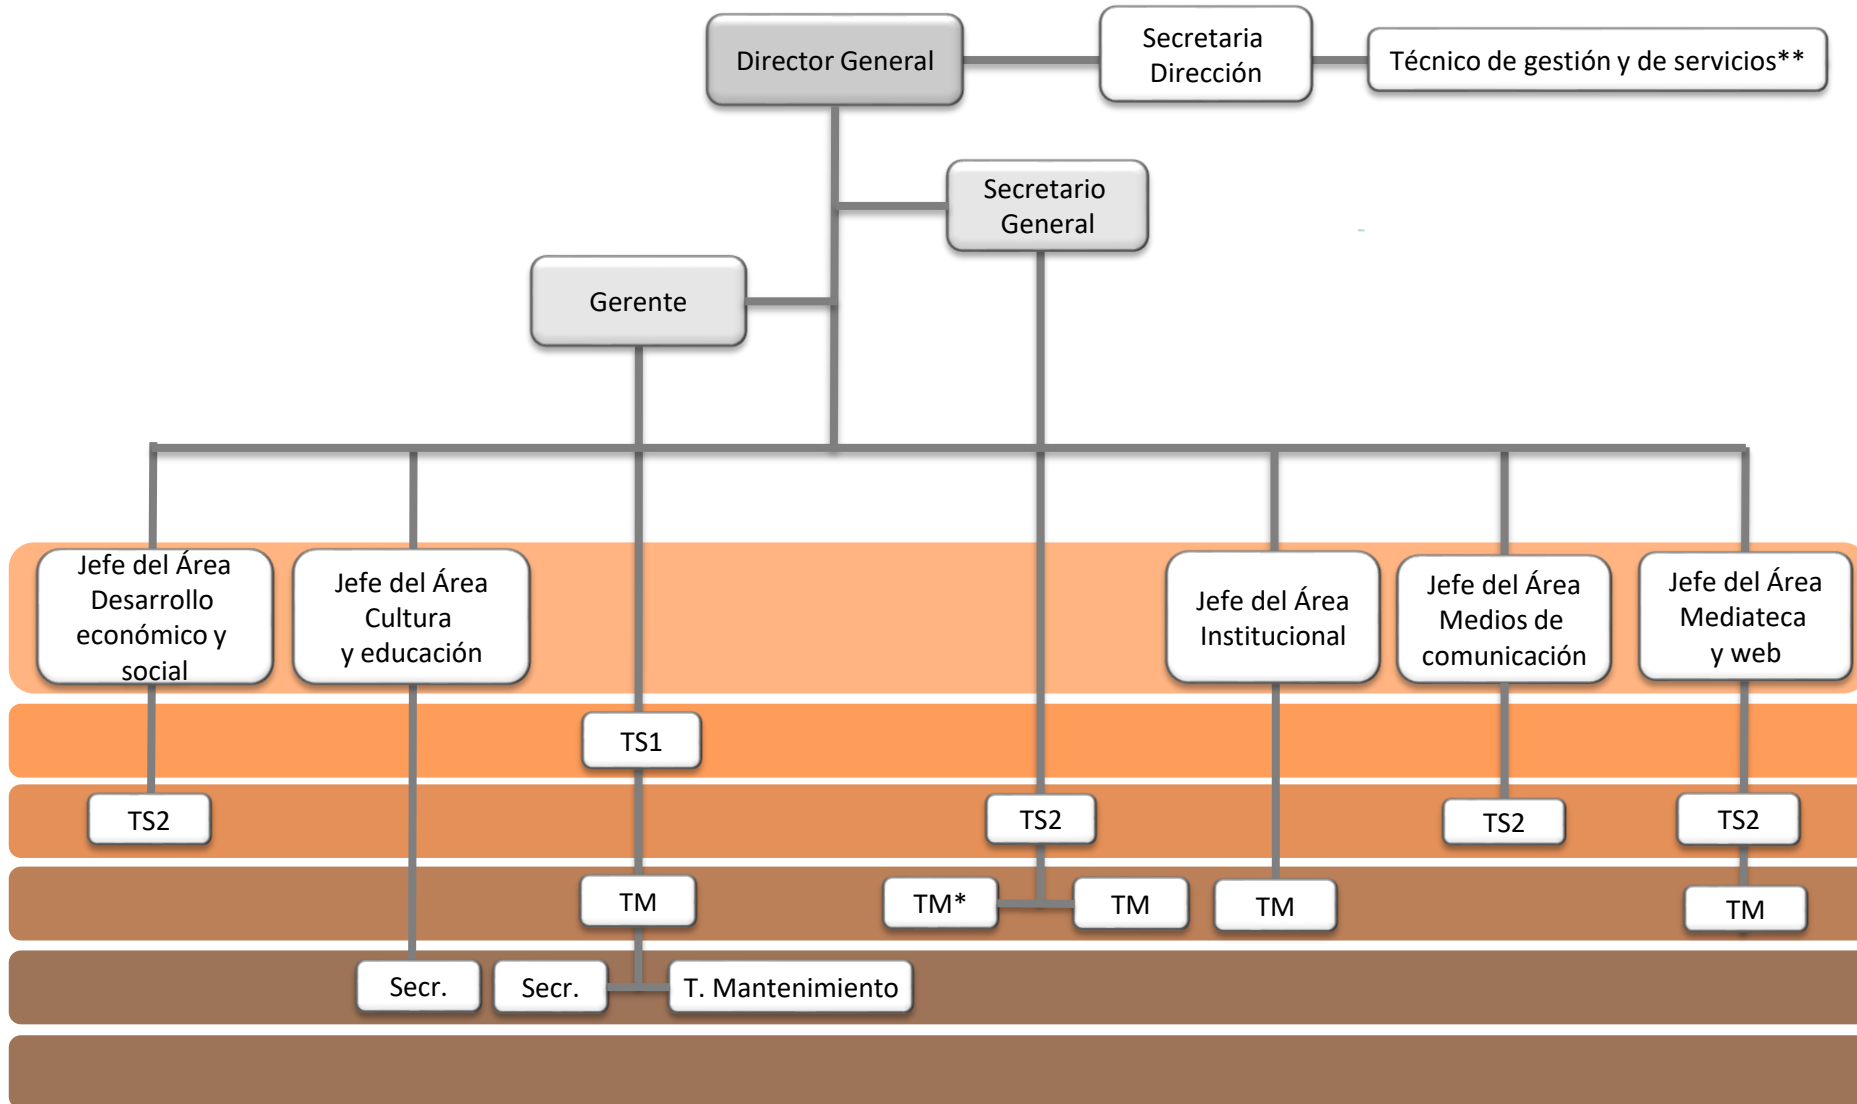 Director General
Secretaria
Dirección
Técnico de gestión y de servicios**
Secretario
General
Gerente
Jefe del Área
Desarrollo
económico y
social
Jefe del Área
Cultura
y educación
Jefe del Área
Institucional
Jefe del Área
Medios de
comunicación
Jefe del Área
Mediateca
y web
TS1
TS2
TS2
TS2
TS2
TM
TM*
TM
TM
TM
Secr.
Secr.
T. Mantenimiento